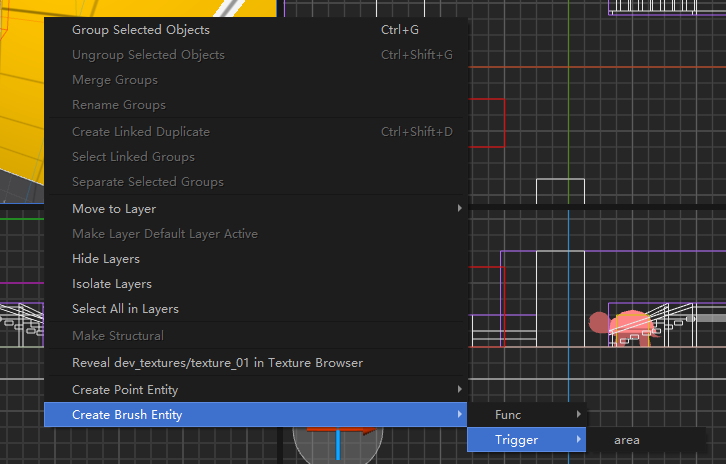 Group Selected Objects Ctrl+G
Ungroup Selected Objects Ctrl+Shift+G
Merge Groups
Rename Groups
Create Linked Duplicate Ctrl+Shift+D
Select Linked Groups
Separate Selected Groups
Move to Layer
Make Layer Default Layer Active
Hide Layers
Isolate Layers
Select All in Layers
Make Structural
Reveal dev_textures/texture_01 in Texture Browser
Create Point Entity
Create Brush Entity
Func
Trigger
area